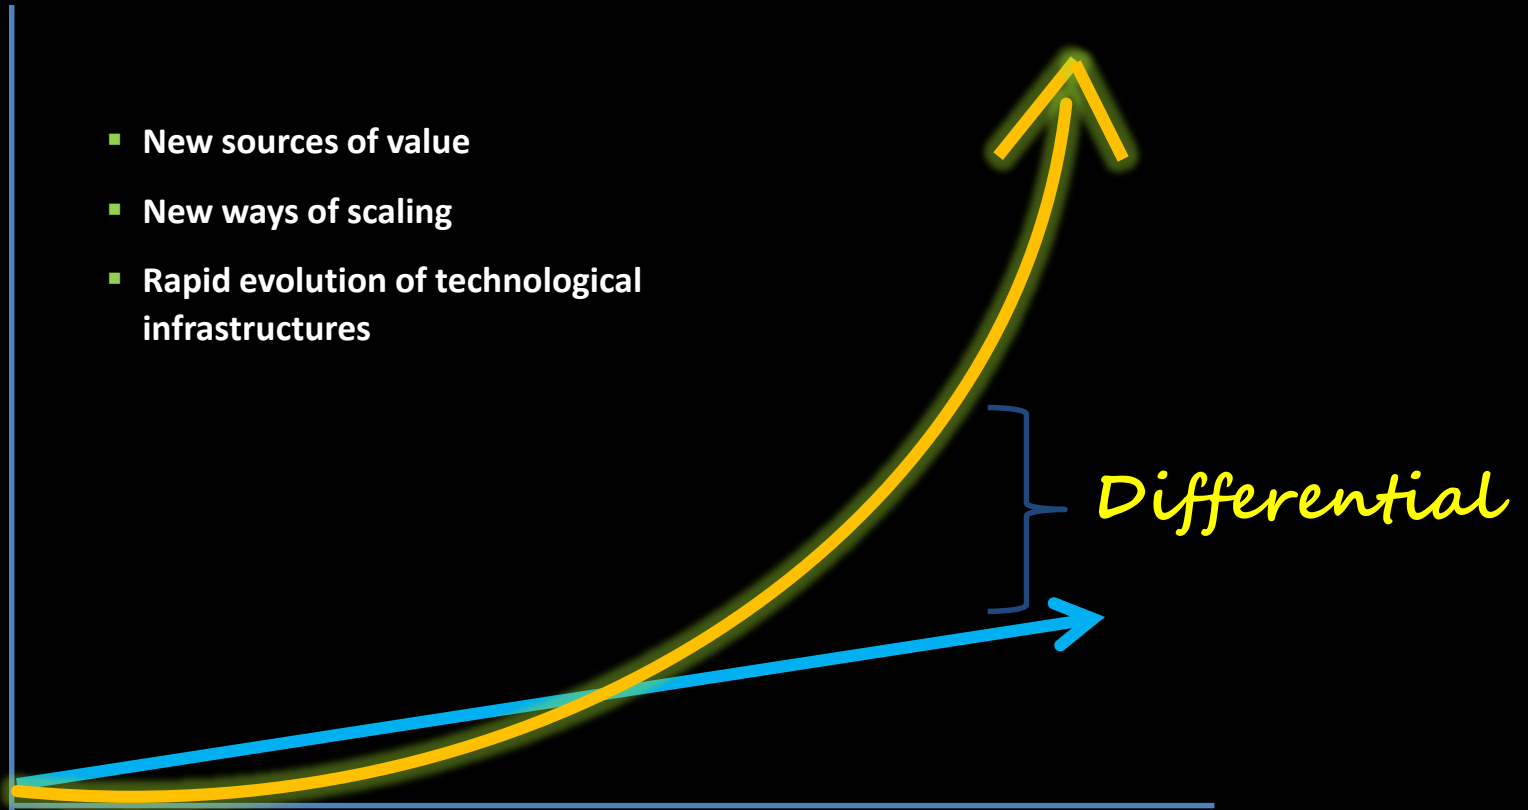 New sources of value
New ways of scaling
Rapid evolution of technological
infrastructures
Differential